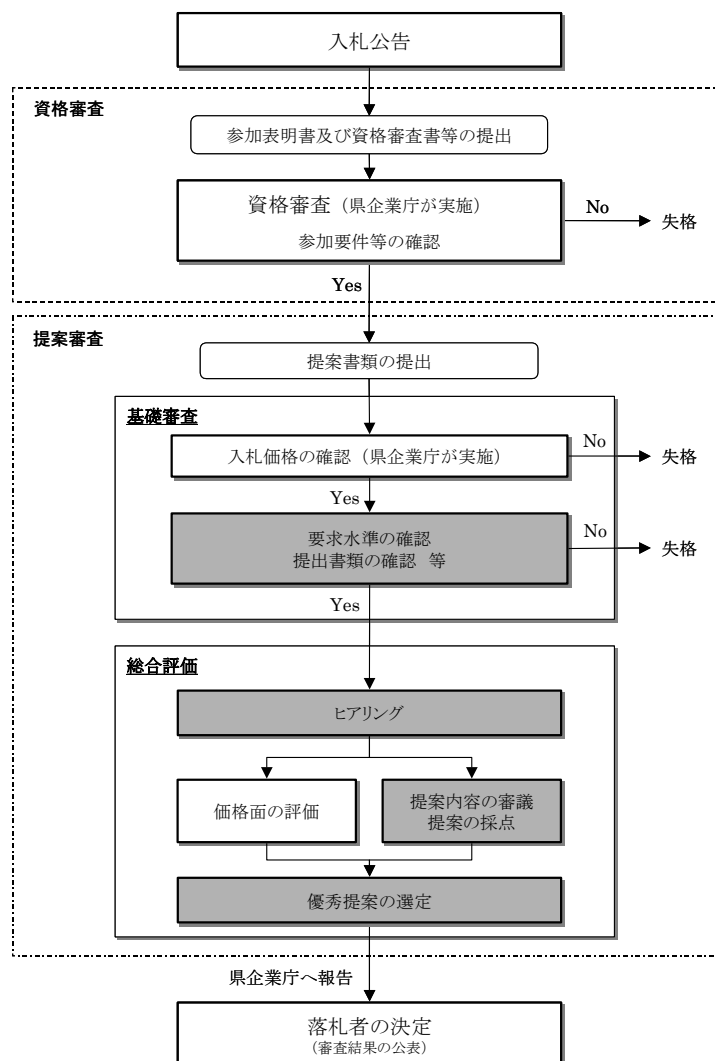 入札公告
資格審査
参加表明書及び資格審査書等の提出
資格審査（県企業庁が実施）
参加要件等の確認
No
失格
Yes
提案審査
提案書類の提出
基礎審査
入札価格の確認（県企業庁が実施）
No
失格
Yes
要求水準の確認
提出書類の確認 等
No
失格
Yes
総合評価
ヒアリング
価格面の評価
提案内容の審議
提案の採点
優秀提案の選定
県企業庁へ報告
落札者の決定
（審査結果の公表）